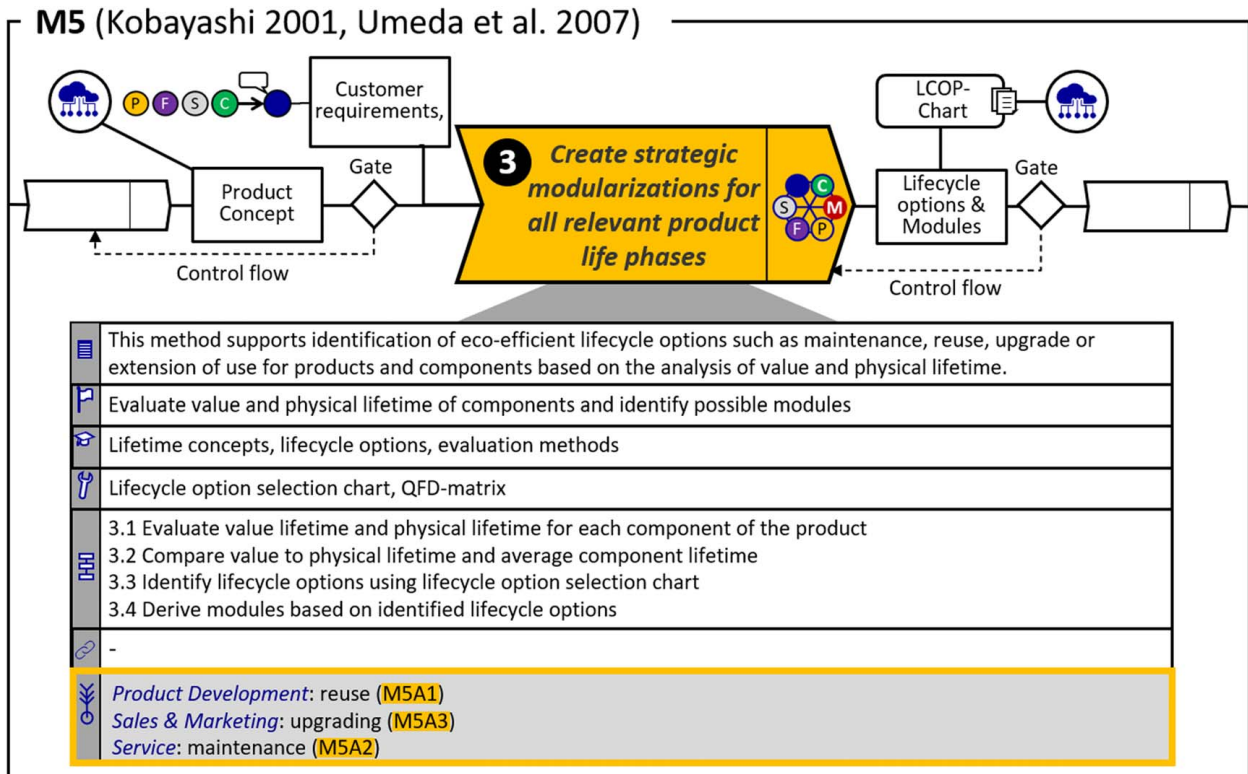 M5 (Kobayashi 2001, Umeda et al. 2007)
P F S C
Customer
requirements,
Product
Concept
Gate
Control flow
3
Create strategic
modularizations for
all relevant product
life phases
C
S M
F P
LCOP-
Chart
Lifecycle
options &
Modules
Gate
Control flow
This method supports identification of eco-efficient lifecycle options such as maintenance, reuse, upgrade or
extension of use for products and components based on the analysis of value and physical lifetime.
Evaluate value and physical lifetime of components and identify possible modules
Lifetime concepts, lifecycle options, evaluation methods
Lifecycle option selection chart, QFD-matrix
3.1 Evaluate value lifetime and physical lifetime for each component of the product
3.2 Compare value to physical lifetime and average component lifetime
3.3 Identify lifecycle options using lifecycle option selection chart
3.4 Derive modules based on identified lifecycle options
-
Product Development: reuse (M5A1)
Sales & Marketing: upgrading (M5A3)
Service: maintenance (M5A2)